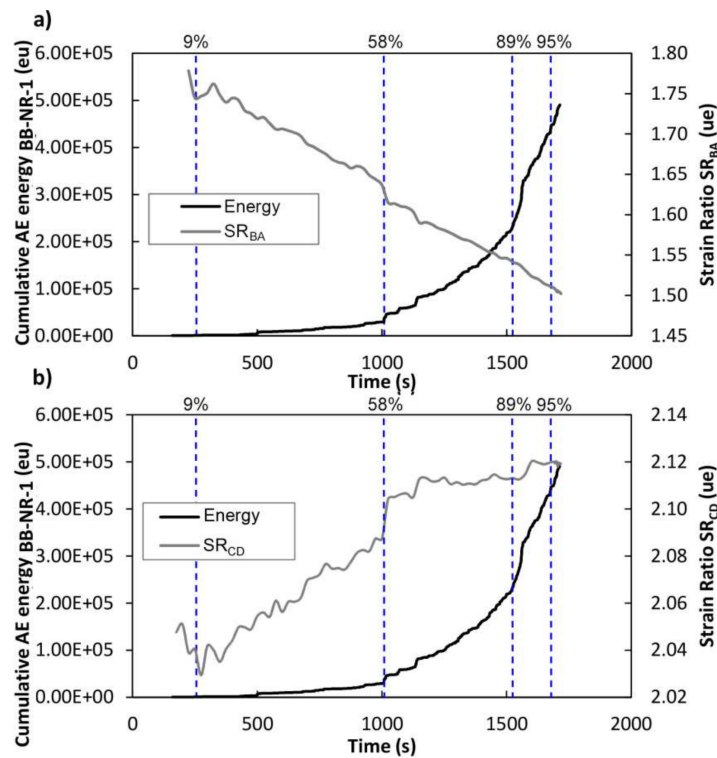 a)
9% 58% 89% 95%
6.00E+05 1.80
5.00E+05 1.75
4.00E+05 1.70
3.00E+05 1.65
2.00E+05 1.60
1.00E+05 1.55
0.00E+00 1.50
1.45
Cumulative AE energy BB-NR-1 (eu)
Strain Ratio SR_BA (ue)
Energy
SR_BA
0 500 1000 1500 2000
Time (s)
b)
9% 58% 89% 95%
6.00E+05 2.14
5.00E+05 2.12
4.00E+05 2.10
3.00E+05 2.08
2.00E+05 2.06
1.00E+05 2.04
0.00E+00 2.02
Cumulative AE energy BB-NR-1 (eu)
Strain Ratio SR_CD (ue)
Energy
SR_CD
0 500 1000 1500 2000
Time (s)